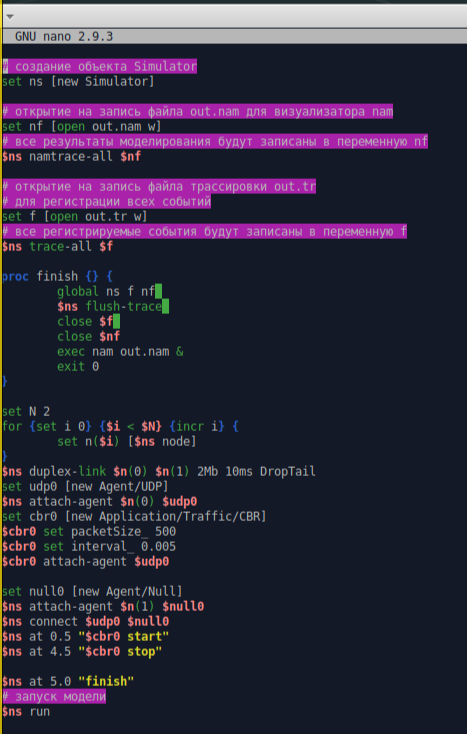 GNU nano 2.9.3
# создание объекта Simulator
set ns [new Simulator]
# открытие на запись файла out.nam для визуализатора nam
set nf [open out.nam w]
# все результаты моделирования будут записаны в переменную nf
$ns namtrace-all $nf
# открытие на запись файла трассировки out.tr
# для регистрации всех событий
set f [open out.tr w]
# все регистрируемые события будут записаны в переменную f
$ns trace-all $f
proc finish {} {
global ns f nf
$ns flush-trace
close $f
close $nf
exec nam out.nam &
exit 0
}
set N 2
for {set i 0} {$i < $N} {incr i} {
set n($i) [$ns node]
}
$ns duplex-link $n(0) $n(1) 2Mb 10ms DropTail
set udp0 [new Agent/UDP]
$ns attach-agent $n(0) $udp0
set cbr0 [new Application/Traffic/CBR]
$cbr0 set packetSize_ 500
$cbr0 set interval_ 0.005
$cbr0 attach-agent $udp0
set null0 [new Agent/Null]
$ns attach-agent $n(1) $null0
$ns connect $udp0 $null0
$ns at 0.5 "$cbr0 start"
$ns at 4.5 "$cbr0 stop"
$ns at 5.0 "finish"
# запуск модели
$ns run